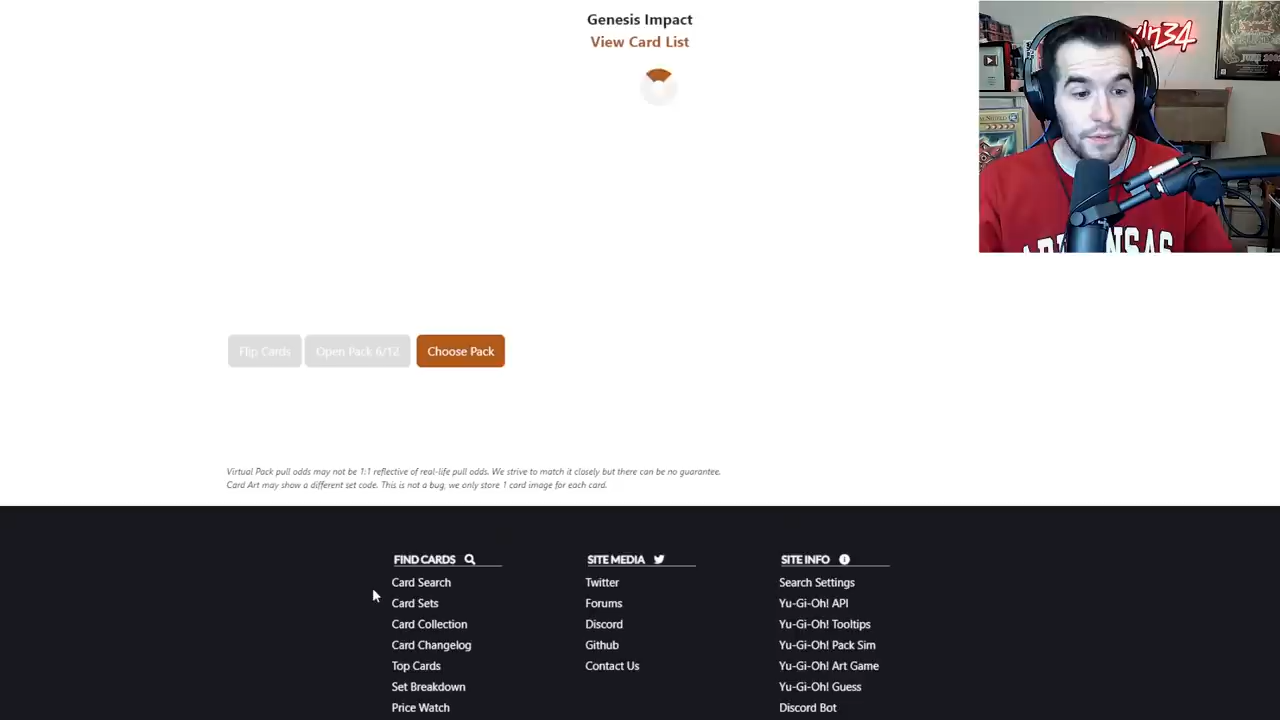 Genesis Impact
View Card List
Flip Cards
Open Pack 6/12
Choose Pack
Virtual Pack pull odds may not be 1:1 reflective of real-life pull odds. We strive to match it closely but there can be no guarantee.
Card Art may show a different set code. This is not a bug, we only store 1 card image for each card.
FIND CARDS
Card Search
Card Sets
Card Collection
Card Changelog
Top Cards
Set Breakdown
Price Watch
SITE MEDIA
Twitter
Forums
Discord
Github
Contact Us
SITE INFO
Search Settings
Yu-Gi-Oh! API
Yu-Gi-Oh! Tooltips
Yu-Gi-Oh! Pack Sim
Yu-Gi-Oh! Art Game
Yu-Gi-Oh! Guess
Discord Bot